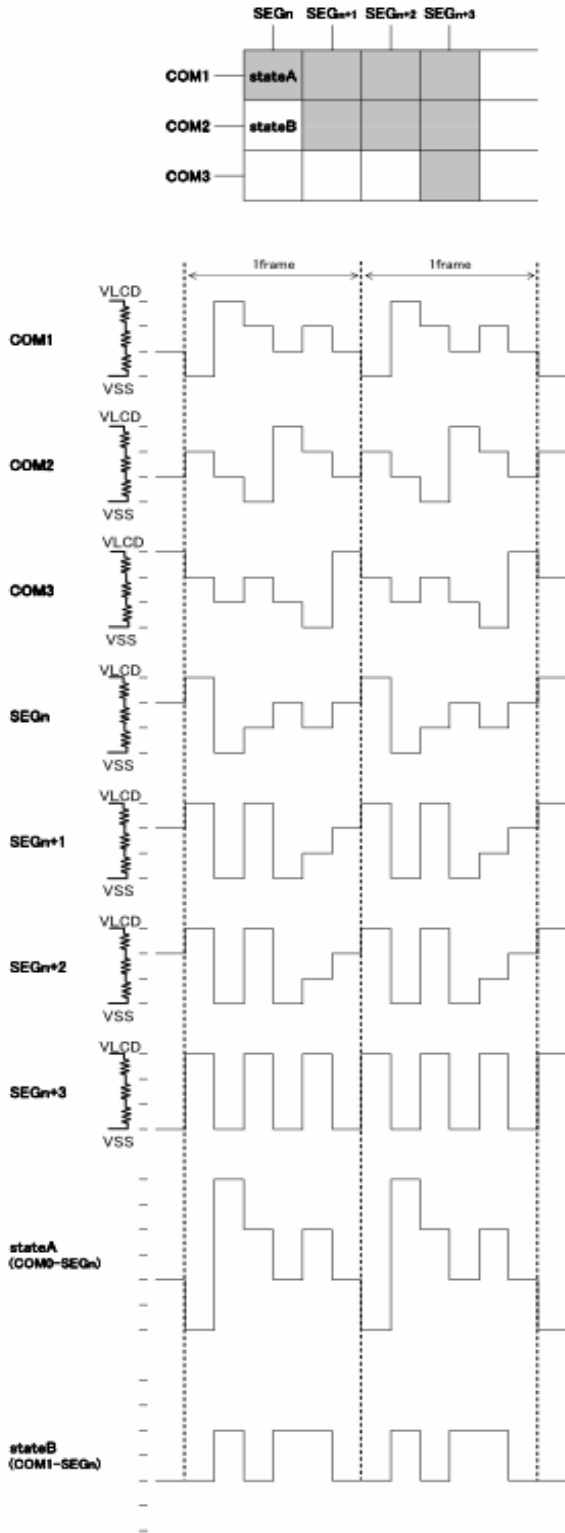 SEGn SEGn+1 SEGn+2 SEGn+3
COM1 stateA
COM2 stateB
COM3
1frame 1frame
VLCD
COM1
VSS
VLCD
COM2
VSS
VLCD
COM3
VSS
VLCD
SEGn
VSS
VLCD
SEGn+1
VSS
VLCD
SEGn+2
VSS
VLCD
SEGn+3
VSS
stateA
(COM0-SEGn)
stateB
(COM1-SEGn)